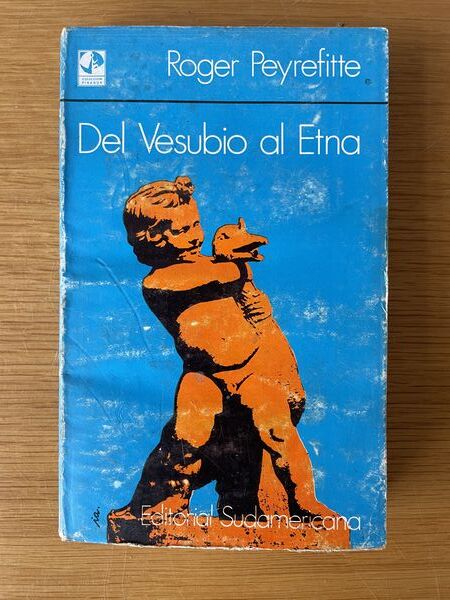 Roger Peyrefitte
Del Vesubio al Etna
Editorial Sudamericana